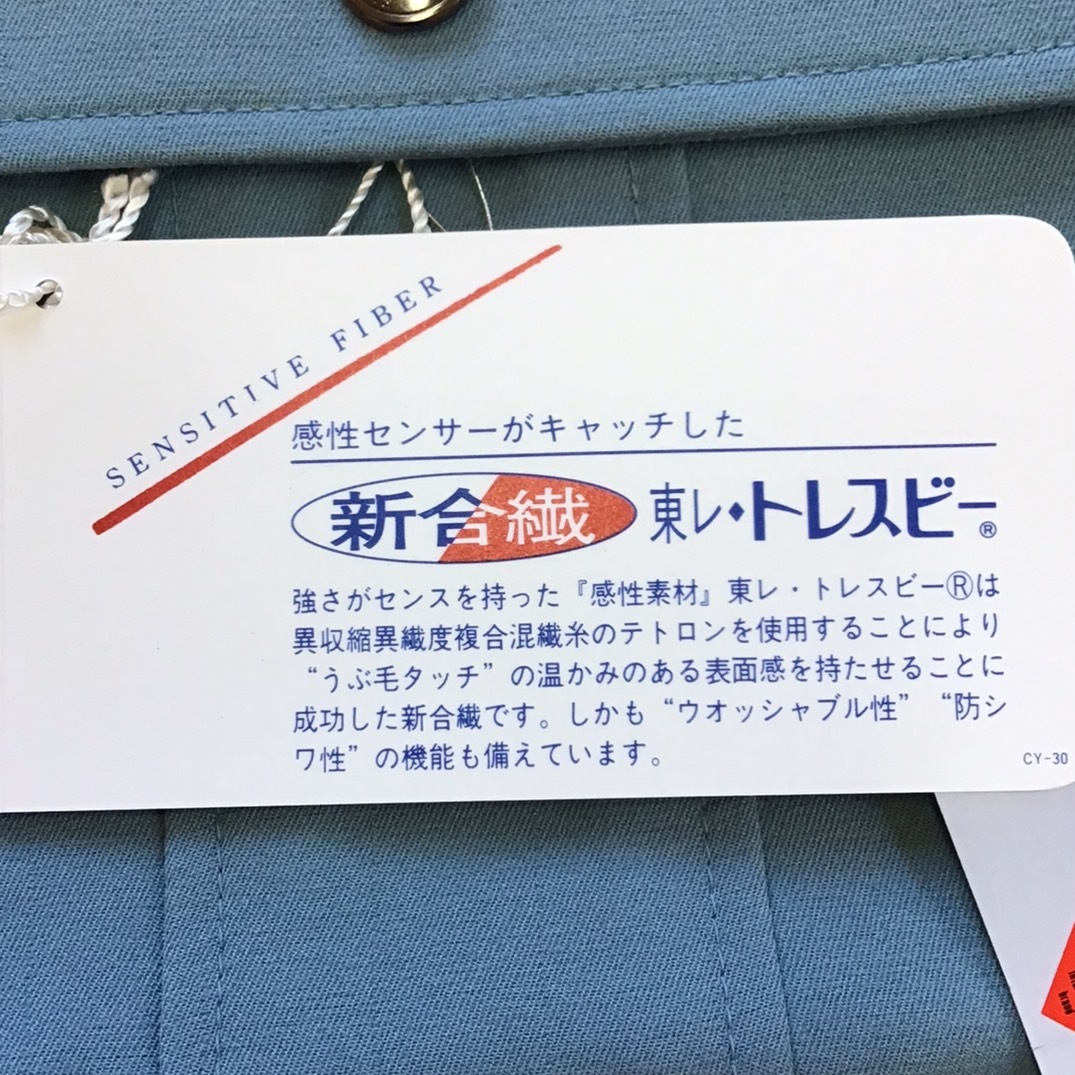 SENSITIVE FIBER
感性センサーがキャッチした
新合繊 東レ・トレスビー®
強さがセンスを持った『感性素材』東レ・トレスビー®は
異収縮異繊度複合混繊糸のテトロンを使用することにより
“うぶ毛タッチ”の温かみのある表面感を持たせることに
成功した新合繊です。しかも“ウオッシャブル性”“防シ
ワ性”の機能も備えています。
CY-30
brand